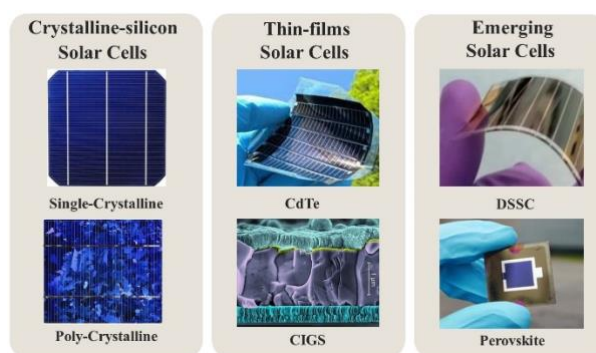 Crystalline-silicon
Solar Cells
Single-Crystalline
Poly-Crystalline
Thin-films
Solar Cells
CdTe
CIGS
Emerging
Solar Cells
DSSC
Perovskite